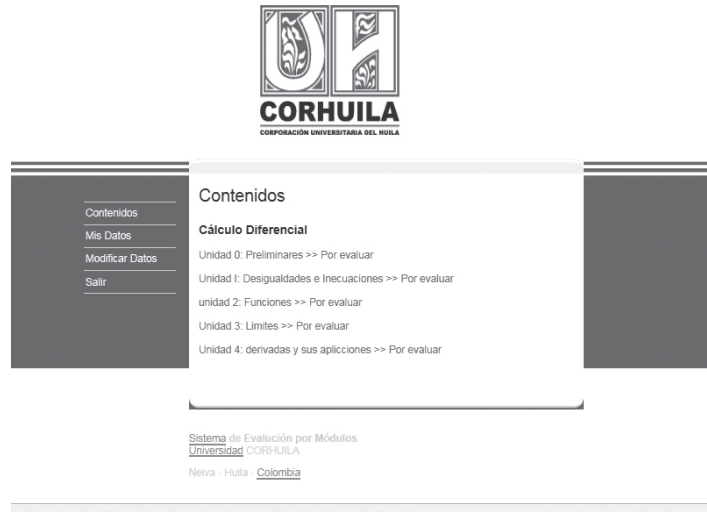 UH
CORHUILA
CORPORACIÓN UNIVERSITARIA DEL HUILA
Contenidos
Mis Datos
Modificar Datos
Salir
Contenidos
Cálculo Diferencial
Unidad 0: Preliminares >> Por evaluar
Unidad I: Desigualdades e Inecuaciones >> Por evaluar
unidad 2: Funciones >> Por evaluar
Unidad 3: Limites >> Por evaluar
Unidad 4: derivadas y sus aplicciones >> Por evaluar
Sistema de Evalución por Módulos
Universidad CORHUILA
Neiva - Huila - Colombia